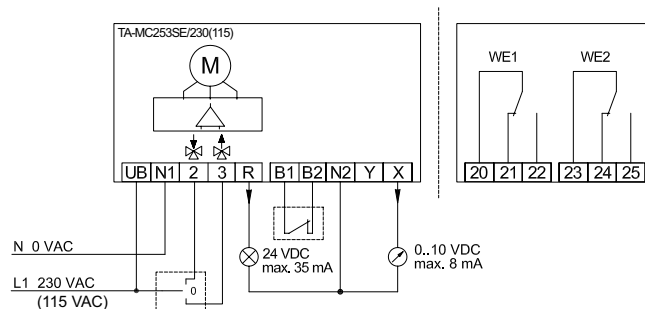 TA-MC253SE/230(115)
M
WE1 WE2
UB N1 2 3 R B1 B2 N2 Y X
20 21 22 23 24 25
N 0 VAC
24 VDC
max. 35 mA
0..10 VDC
max. 8 mA
L1 230 VAC
(115 VAC)
0